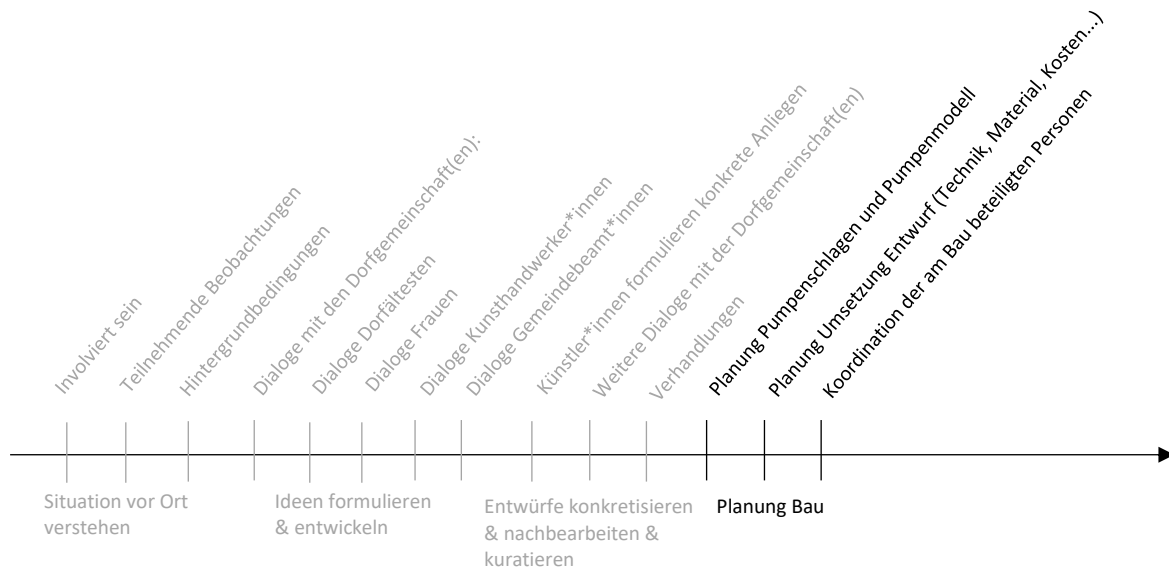 Involviert sein
Teilnehmende Beobachtungen
Hintergrundbedingungen
Dialoge mit den Dorfgemeinschaft(en):
Dialoge Dorfältesten
Dialoge Frauen
Dialoge Kunsthandwerker*innen
Dialoge Gemeindebeamt*innen
Künstler*innen formulieren konkrete Anliegen
Weitere Dialoge mit der Dorfgemeinschaft(en)
Verhandlungen
Planung Pumpenschlagen und Pumpenmodell
Planung Umsetzung Entwurf (Technik, Material, Kosten...)
Koordination der am Bau beteiligten Personen
Situation vor Ort
verstehen
Ideen formulieren
& entwickeln
Entwürfe konkretisieren
& nachbearbeiten &
kuratieren
Planung Bau